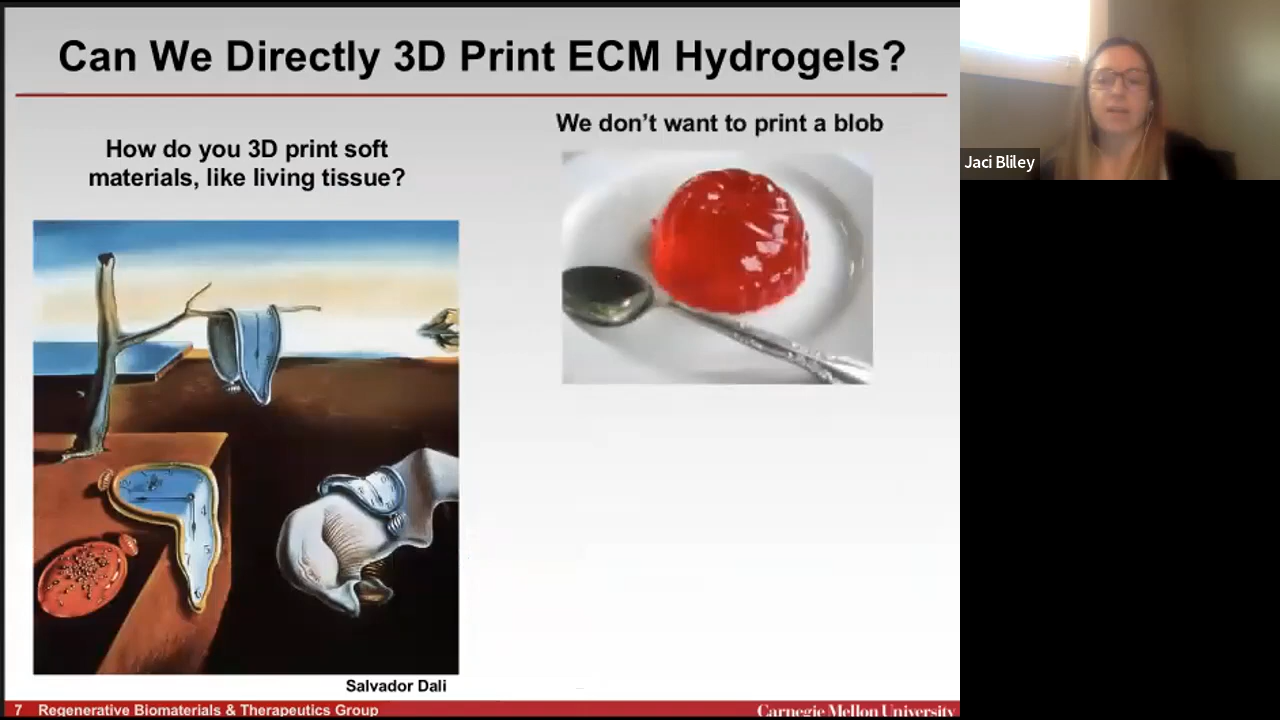 Can We Directly 3D Print ECM Hydrogels?
How do you 3D print soft
materials, like living tissue?
We don't want to print a blob
Salvador Dali
7 Regenerative Biomaterials & Therapeutics Group
Carnegie Mellon University
Jaci Bliley